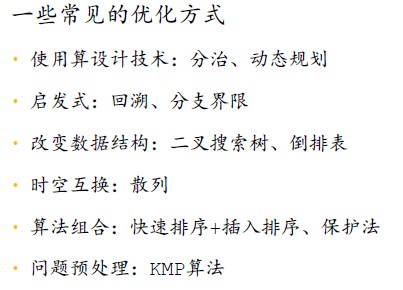 一些常见的优化方式
• 使用算设计技术：分治、动态规划
• 启发式：回溯、分支界限
• 改变数据结构：二叉搜索树、倒排表
• 时空互换：散列
• 算法组合：快速排序+插入排序、保护法
• 问题预处理：KMP算法